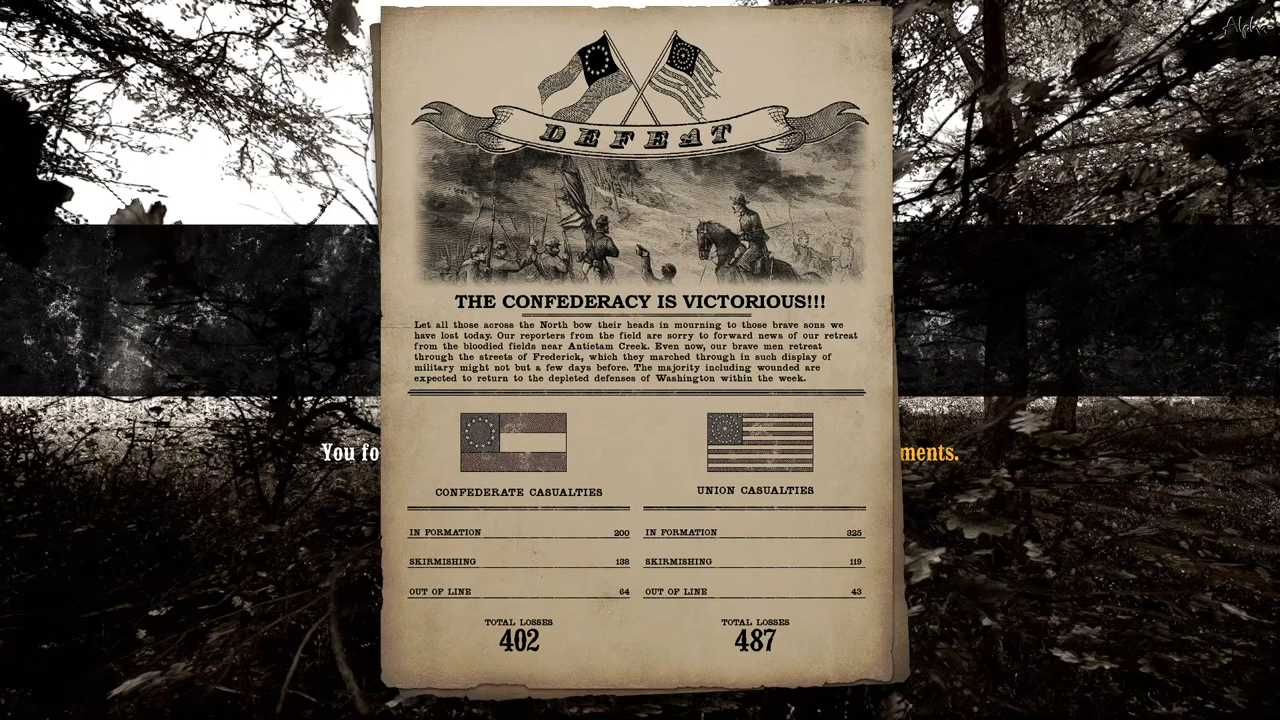 Alpha
DEFEAT
THE CONFEDERACY IS VICTORIOUS!!!
Let all those across the North bow their heads in mourning to those brave sons we
have lost today. Our reporters from the field are sorry to forward news of our retreat
from the bloodied fields near Antietam Creek. Even now, our brave men retreat
through the streets of Frederick, which they marched through in such display of
military might not but a few days before. The majority including wounded are
expected to return to the depleted defenses of Washington within the week.
You fo
ments.
CONFEDERATE CASUALTIES
IN FORMATION 200
SKIRMISHING 138
OUT OF LINE 64
TOTAL LOSSES
402
UNION CASUALTIES
IN FORMATION 325
SKIRMISHING 119
OUT OF LINE 43
TOTAL LOSSES
487